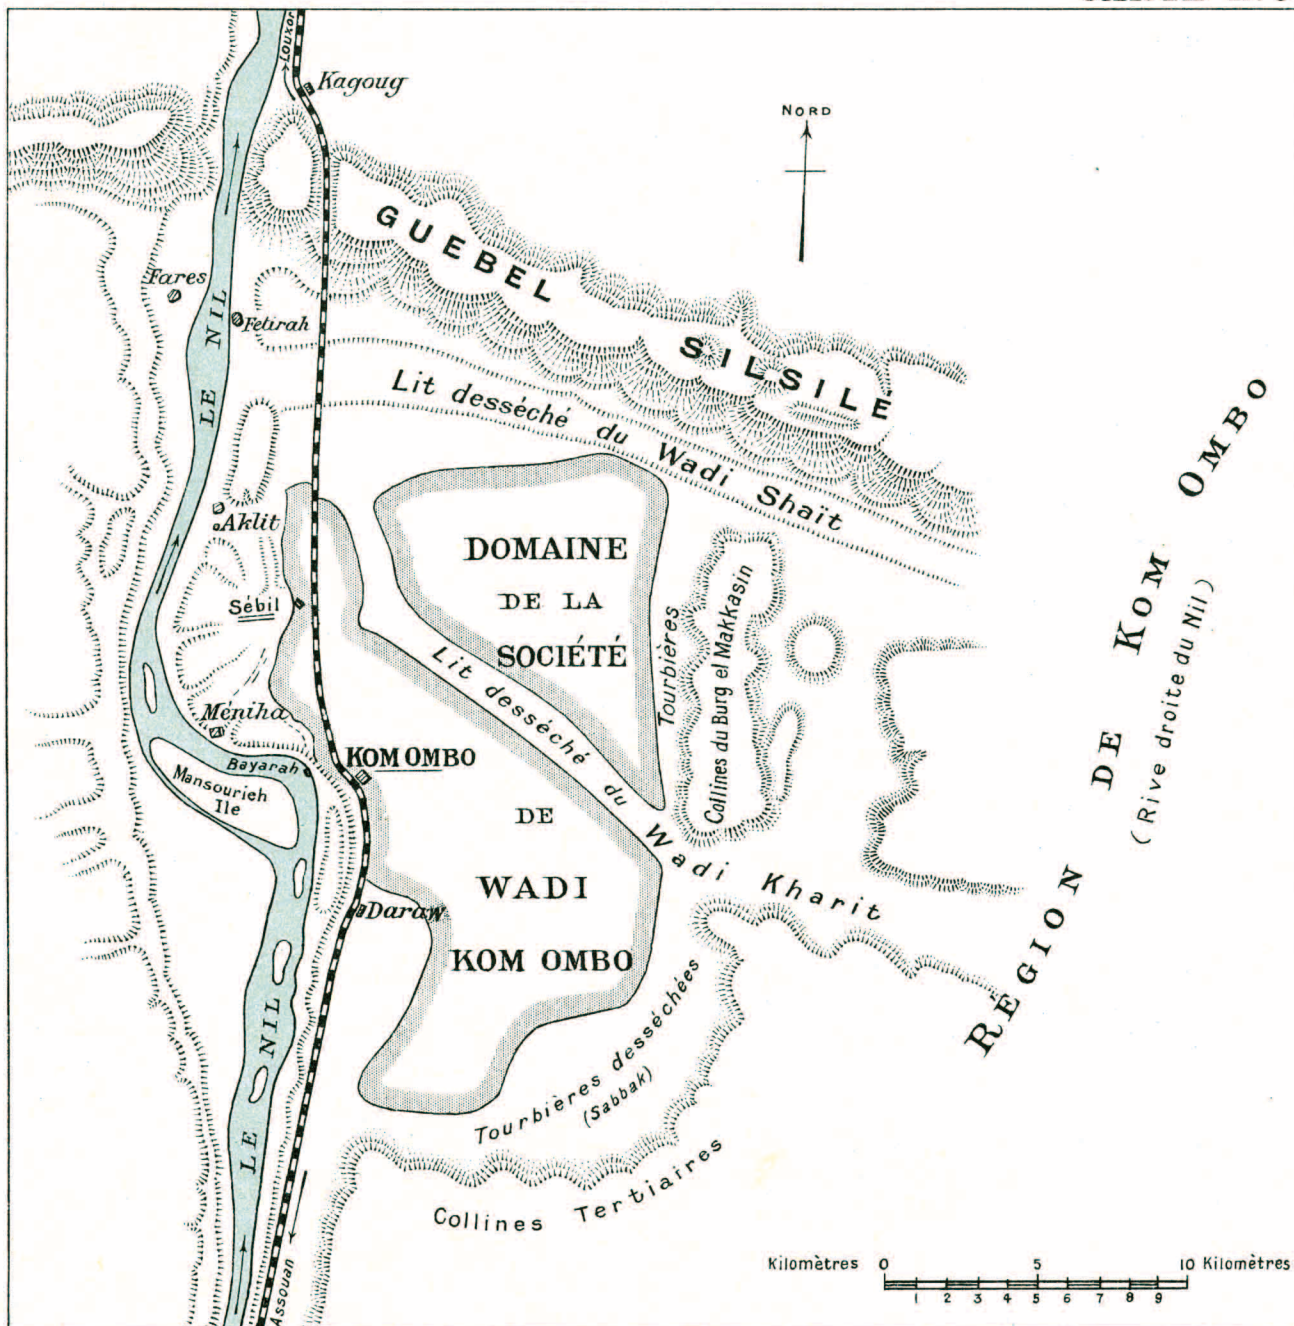 Louxor
Kagoug
NORD
GUEBEL SILSILÉ
Fares
Fetirah
LE NIL
Lit desséché du Wadi Shaït
Aklit
DOMAINE
DE LA
SOCIÉTÉ
Sébil
Tourbières
Collines du Burg el Makkasin
Lit desséché du Wadi Kharit
Méniha
Bayarah
KOM OMBO
Mansourieh
Ile
DE
WADI
KOM OMBO
Daraw
RÉGION DE KOM OMBO
(Rive droite du Nil)
LE NIL
Tourbières desséchées
(Sabbak)
Collines Tertiaires
Assouan
Kilomètres 0 5 10 Kilomètres
1 2 3 4 5 6 7 8 9